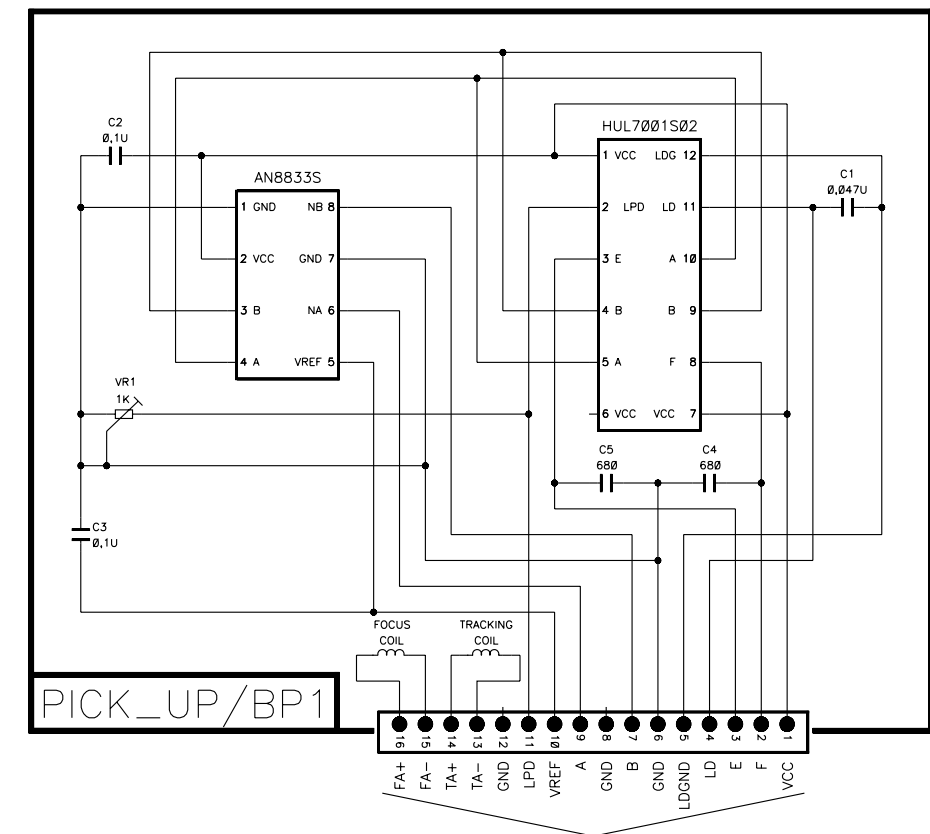 HUL7001S02
C2
0,1U
1 VCC LDG 12
C1
0,047U
AN8833S
1 GND NB 8
2 LPD LD 11
2 VCC GND 7
3 E A 10
3 B NA 6
4 B B 9
4 A VREF 5
5 A F 8
VR1
1K
6 VCC VCC 7
C5
680
C4
680
C3
0,1U
FOCUS
COIL
TRACKING
COIL
PICK_UP/BP1
16 15 14 13 12 11 10 9 8 7 6 5 4 3 2 1
FA+
FA-
TA+
TA-
GND
LPD
VREF
A
GND
B
GND
LDGND
LD
E
F
VCC